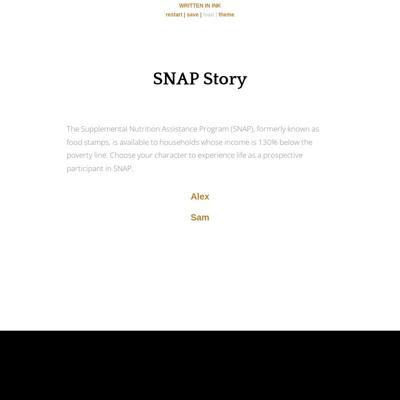 WRITTEN IN INK
restart | save | load | theme
SNAP Story
The Supplemental Nutrition Assistance Program (SNAP), formerly known as
food stamps, is available to households whose income is 130% below the
poverty line. Choose your character to experience life as a prospective
participant in SNAP.
Alex
Sam